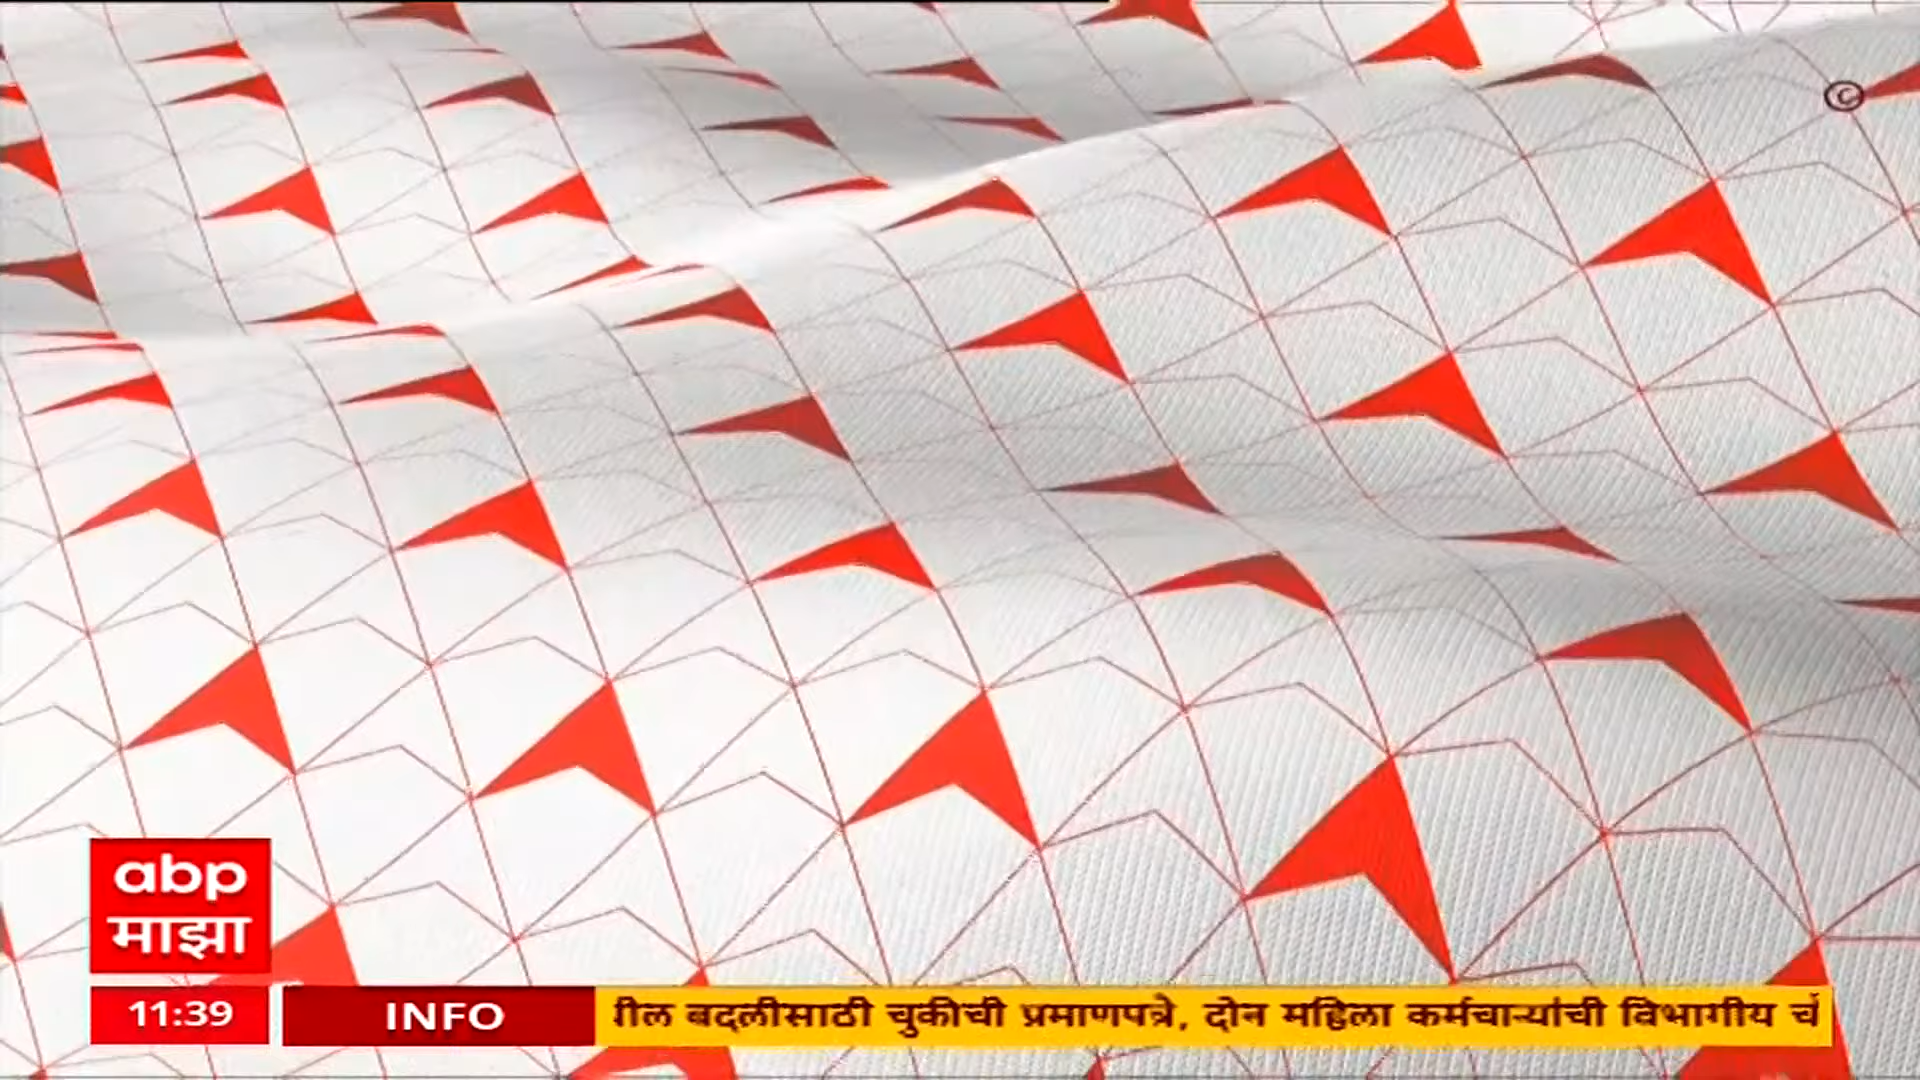 ©
abp
माझा
11:39
INFO
बदलीसाठी चुकीची प्रमाणपत्रे, दोन महिला कर्मचाऱ्यांची विभागीय